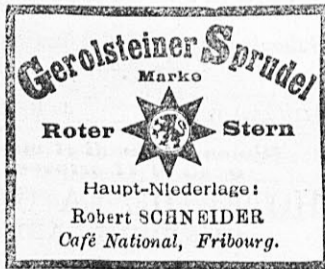 Gerolsteiner Sprudel
Marke
Roter Stern
Haupt-Niederlage:
Robert SCHNEIDER
Café National, Fribourg.